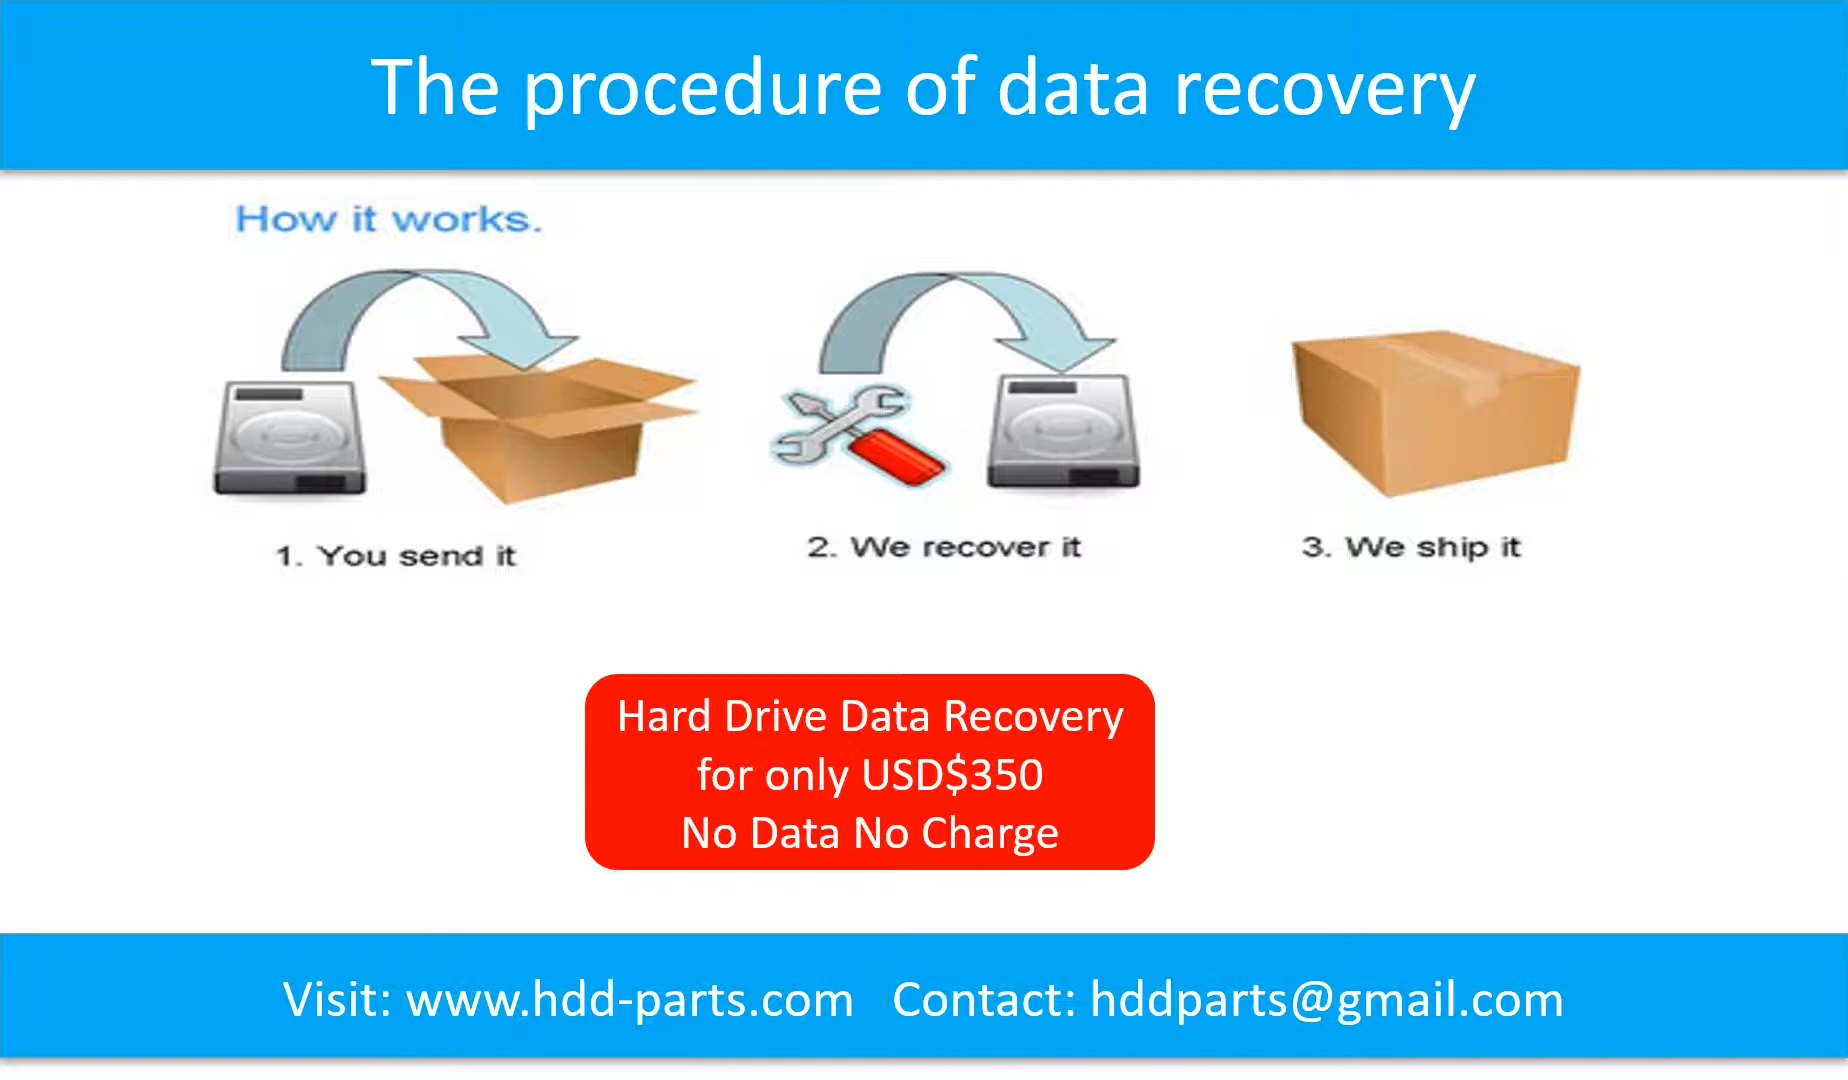 The procedure of data recovery
How it works.
1. You send it
2. We recover it
3. We ship it
Hard Drive Data Recovery
for only USD$350
No Data No Charge
Visit: www.hdd-parts.com Contact: hddparts@gmail.com